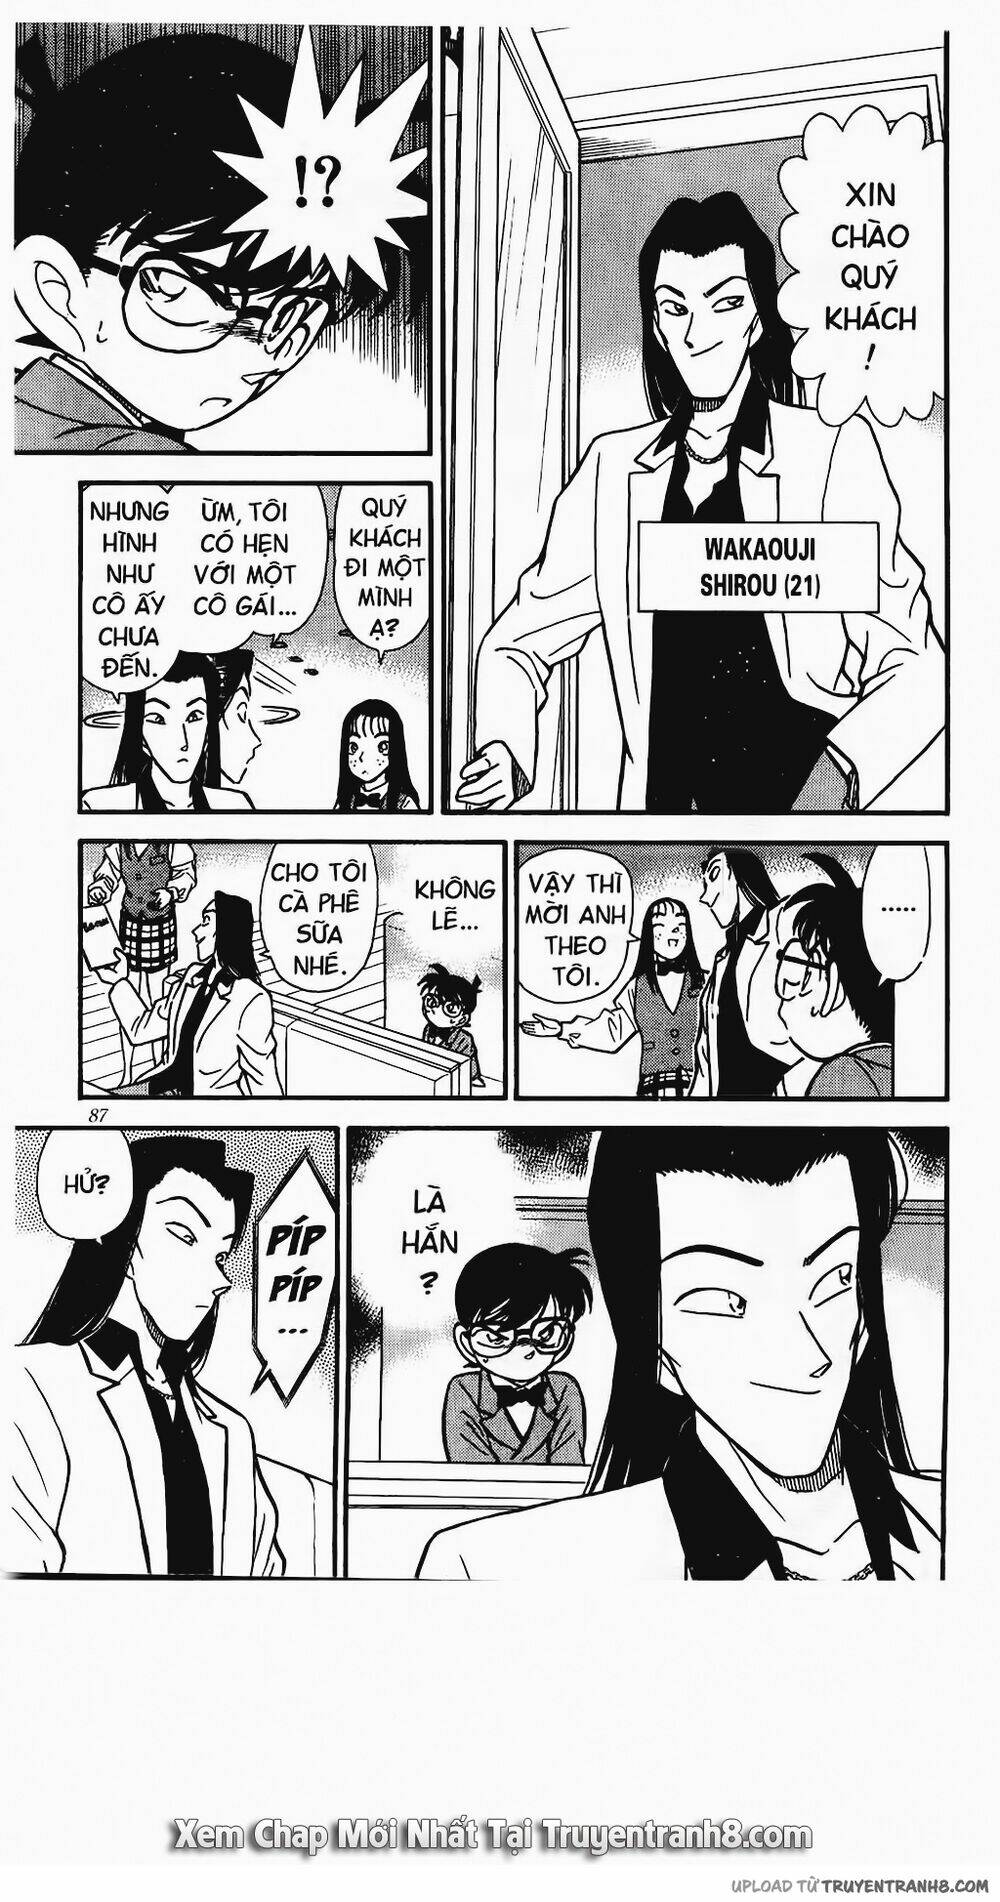 XIN
CHÀO
QUÝ
KHÁCH
!
WAKAOUJI
SHIROU (21)
!?
QUÝ
KHÁCH
ĐI MỘT
MÌNH
Ạ?
ỪM, TÔI
CÓ HẸN
VỚI MỘT
CÔ GÁI...
NHƯNG
HÌNH
NHƯ
CÔ ẤY
CHƯA
ĐẾN.
.....
VẬY THÌ
MỜI ANH
THEO
TÔI.
KHÔNG
LẼ...
CHO TÔI
CÀ PHÊ
SỮA
NHÉ.
87
LÀ
HẮN
?
PÍP
PÍP
...
HỬ?
Xem Chap Mới Nhất Tại Truyentranh8.com
UPLOAD TỪ TRUYENTRANH8.COM